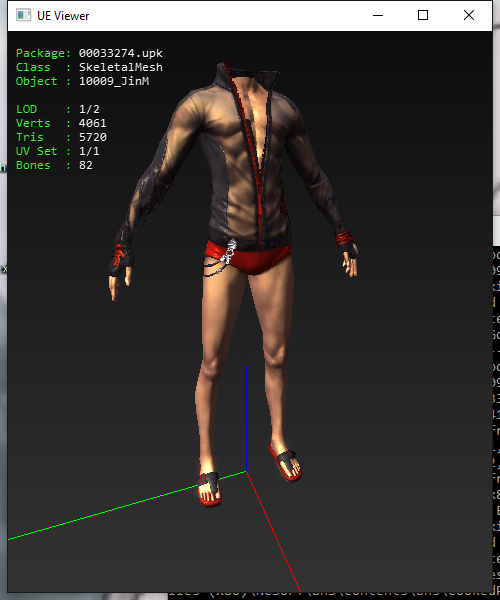 UE Viewer
Package: 00033274.upk
Class : SkeletalMesh
Object : 10009_JinM
LOD : 1/2
Verts : 4061
Tris : 5720
UV Set : 1/1
Bones : 82